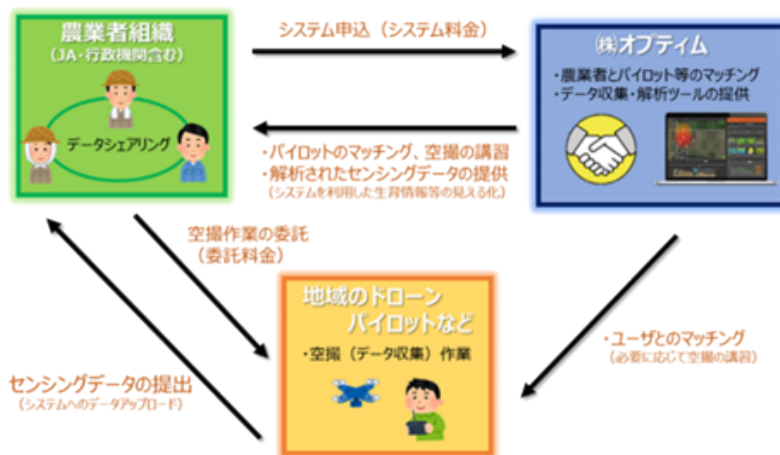 農業者組織
(JA・行政機関含む)
データシェアリング
システム申込（システム料金）
㈱オプティム
・農業者とパイロット等のマッチング
・データ収集・解析ツールの提供
・パイロットのマッチング、空撮の講習
・解析されたセンシングデータの提供
(システムを利用した生育情報等の見える化)
空撮作業の委託
（委託料金）
地域のドローン
パイロットなど
・空撮（データ収集）作業
・ユーザとのマッチング
(必要に応じて空撮の講習)
センシングデータの提出
(システムへのデータアップロード)